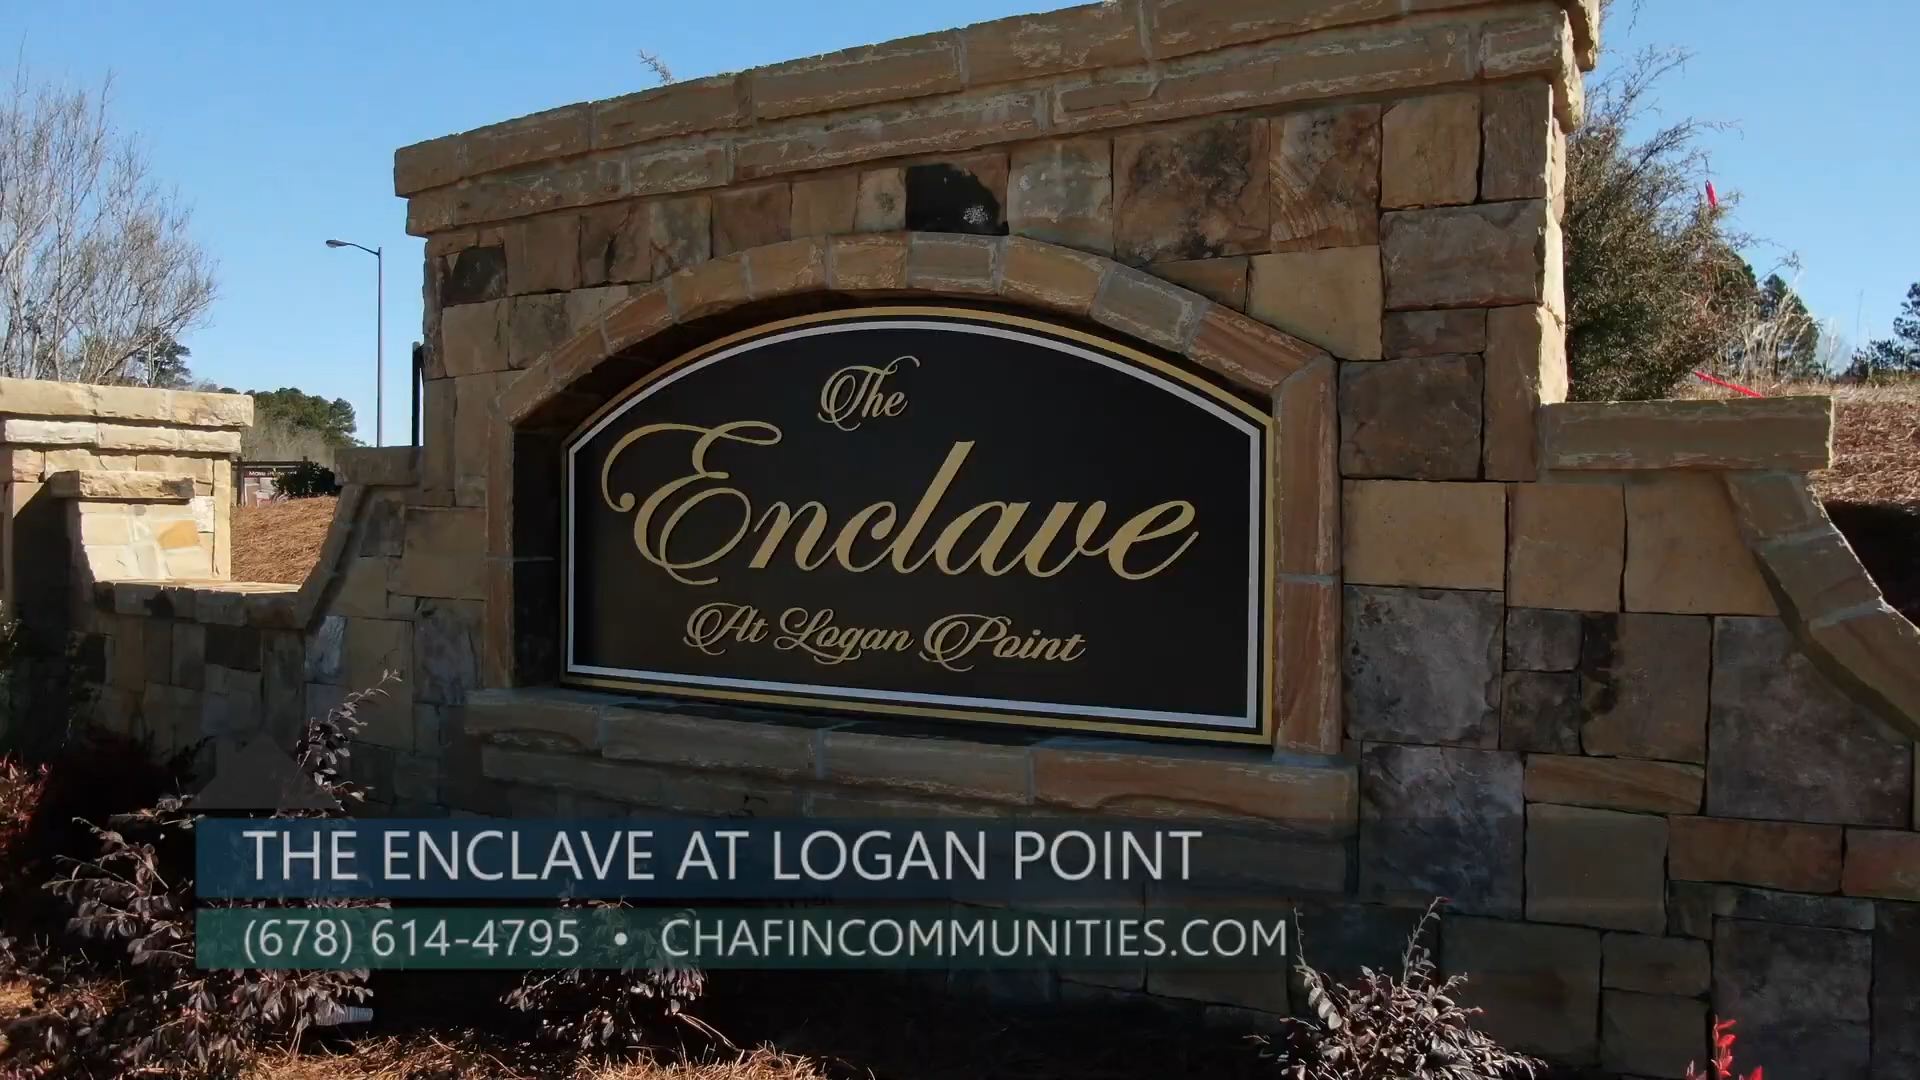 The
Enclave
At Logan Point
THE ENCLAVE AT LOGAN POINT
(678) 614-4795 • CHAFINCOMMUNITIES.COM